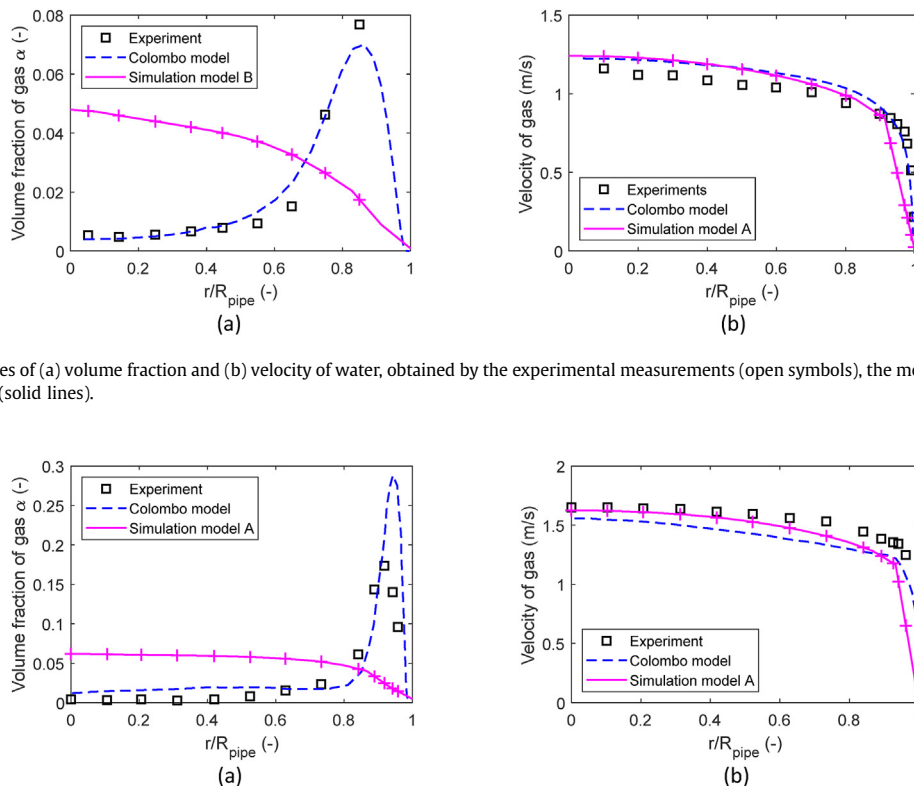 0.08
0.06
0.04
0.02
0
Volume fraction of gas α (-)
Experiment
Colombo model
Simulation model B
0 0.2 0.4 0.6 0.8 1
r/R_pipe (-)
(a)
1.5
1
0.5
0
Velocity of gas (m/s)
Experiments
Colombo model
Simulation model A
0 0.2 0.4 0.6 0.8 1
r/R_pipe (-)
(b)
es of (a) volume fraction and (b) velocity of water, obtained by the experimental measurements (open symbols), the mo
(solid lines).
0.3
0.25
0.2
0.15
0.1
0.05
0
Volume fraction of gas α (-)
Experiment
Colombo model
Simulation model A
0 0.2 0.4 0.6 0.8 1
r/R_pipe (-)
(a)
2
1.5
1
0.5
0
Velocity of gas (m/s)
Experiment
Colombo model
Simulation model A
0 0.2 0.4 0.6 0.8
r/R_pipe (-)
(b)